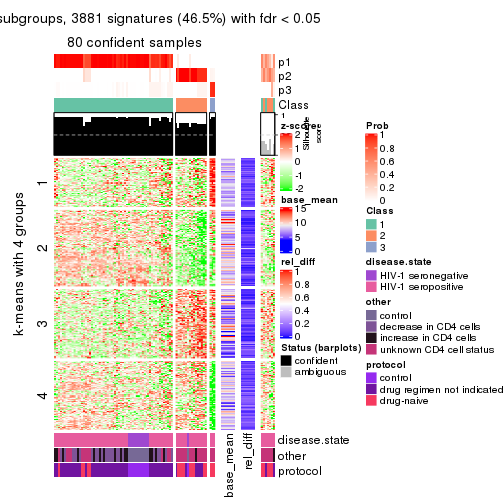 subgroups, 3881 signatures (46.5%) with fdr < 0.05
80 confident samples
p1
p2
p3
Class
1
Silhouette
score
k-means with 4 groups
1
2
3
4
base_mean
rel_diff
disease.state
other
protocol
z-score
2
1
0
-1
-2
base_mean
15
10
5
0
rel_diff
1
0.8
0.6
0.4
0.2
0
Status (barplots)
confident
ambiguous
Prob
1
0.8
0.6
0.4
0.2
0
Class
1
2
3
disease.state
HIV-1 seronegative
HIV-1 seropositive
other
control
decrease in CD4 cells
increase in CD4 cells
unknown CD4 cell status
protocol
control
drug regimen not indicated
drug-naive